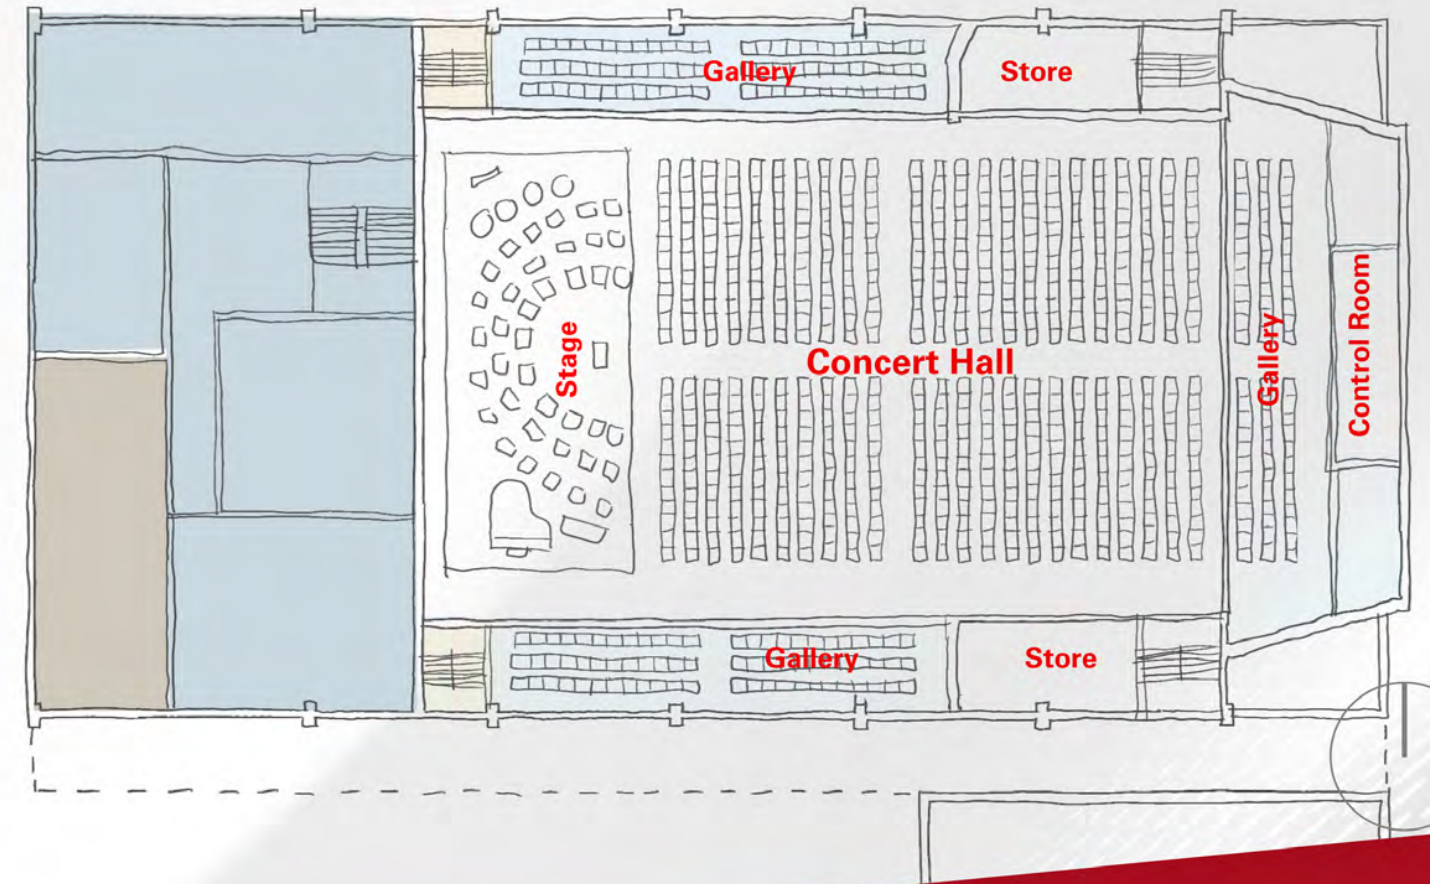 Gallery
Store
Stage
Concert Hall
Gallery
Control Room
Gallery
Store